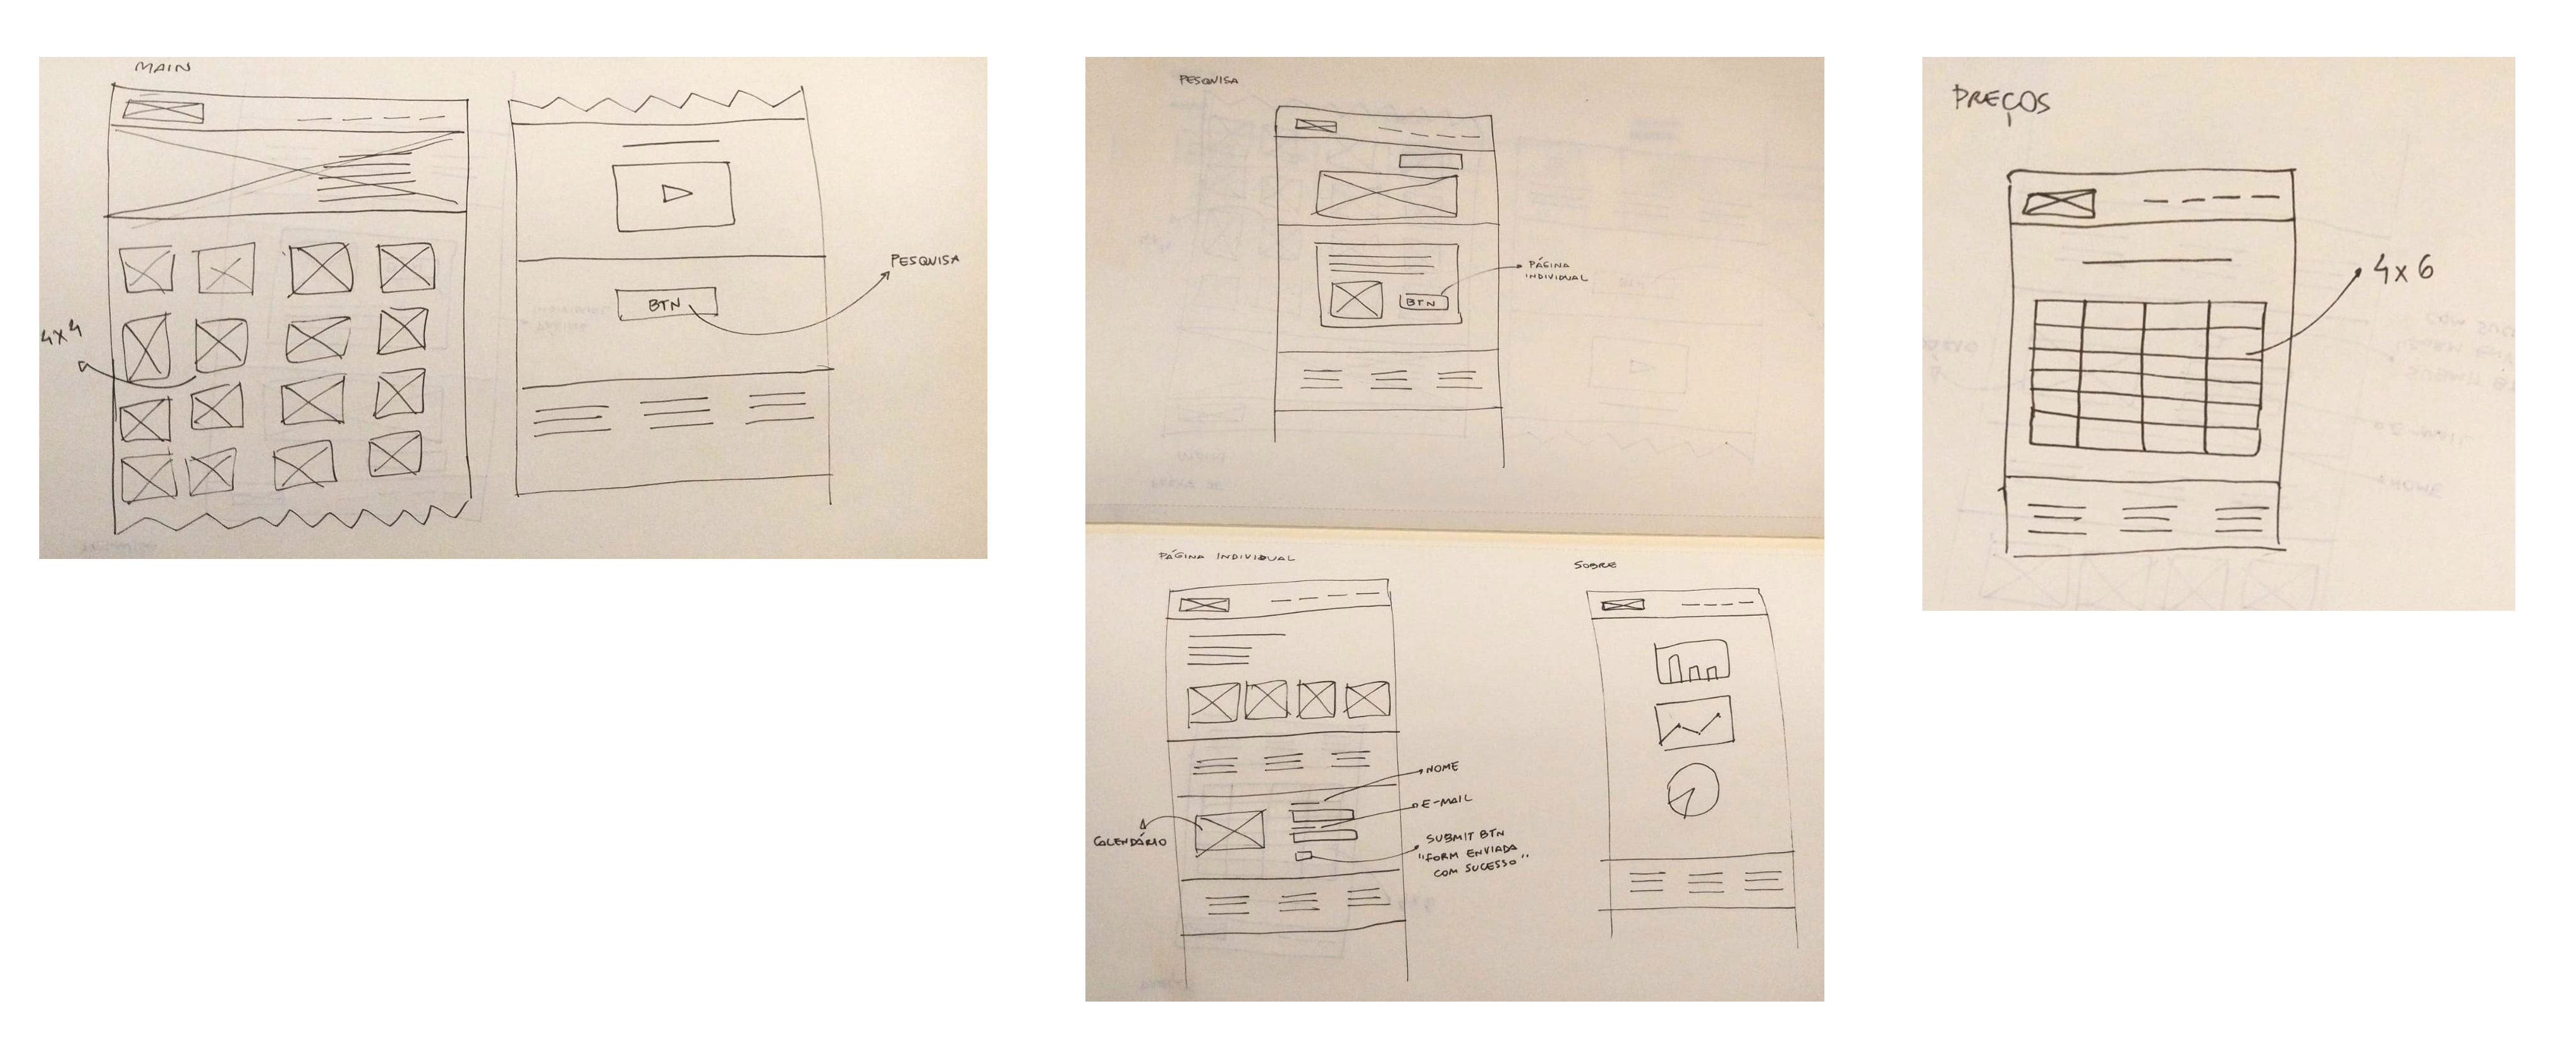 MAIN
4x4
BTN
PESQUISA
PESQUISA
BTN
PÁGINA
INDIVIDUAL
PÁGINA INDIVIDUAL
CALENDÁRIO
NOME
E-MAIL
SUBMIT BTN
"FORM ENVIADA
COM SUCESSO"
SOBRE
PREÇOS
4x6